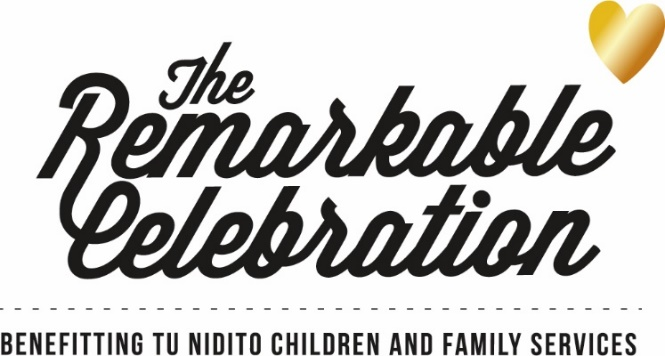 The
Remarkable
Celebration
BENEFITTING TU NIDITO CHILDREN AND FAMILY SERVICES